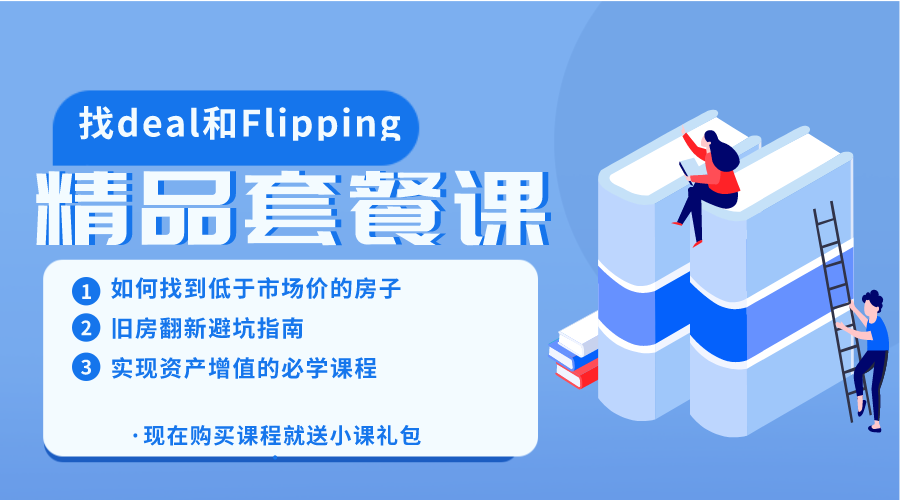 找deal和Flipping
精品套餐课
1 如何找到低于市场价的房子
2 旧房翻新避坑指南
3 实现资产增值的必学课程
·现在购买课程就送小课礼包